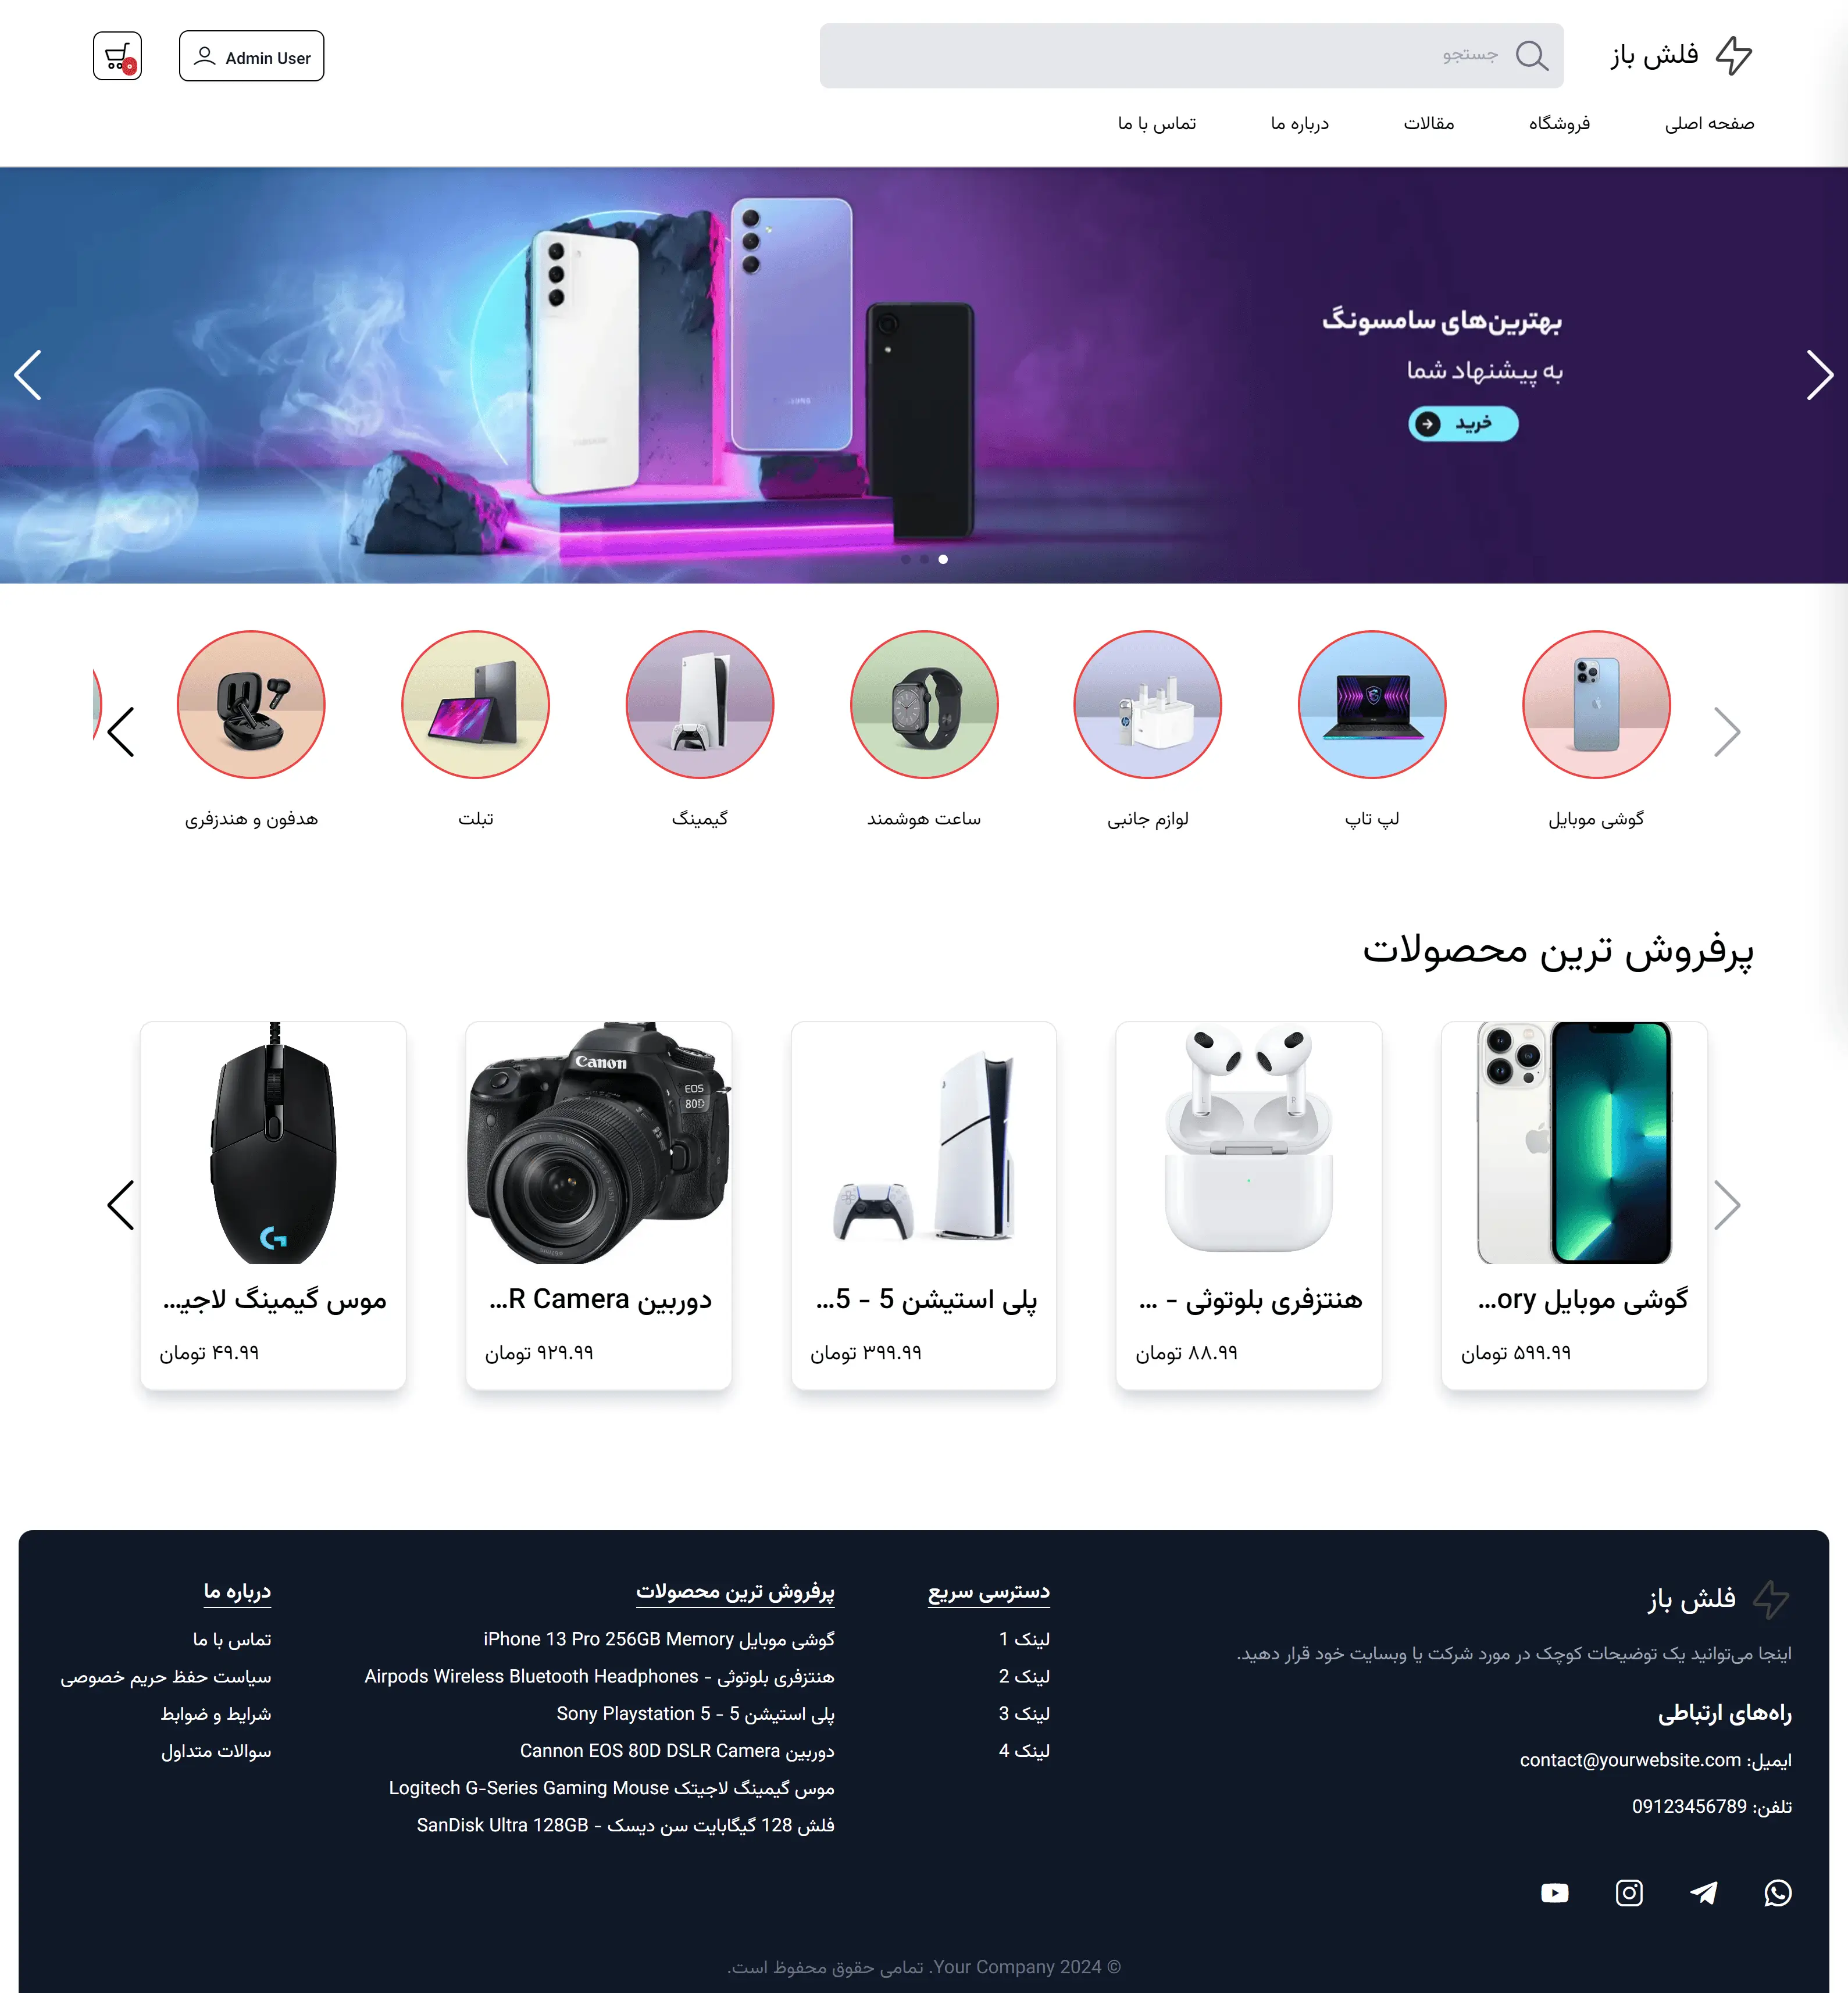 فلش باز
جستجو
Admin User
۰
صفحه اصلی
فروشگاه
مقالات
درباره ما
تماس با ما
بهترین‌های سامسونگ
به پیشنهاد شما
خرید
گوشی موبایل
لپ تاپ
لوازم جانبی
ساعت هوشمند
گیمینگ
تبلت
هدفون و هندزفری
پرفروش ترین محصولات
گوشی موبایل ory...
۵۹۹.۹۹ تومان
هنتزفری بلوتوثی - ...
۸۸.۹۹ تومان
پلی استیشن 5 - 5...
۳۹۹.۹۹ تومان
Canon
EOS
80D
دوربین R Camera...
۹۲۹.۹۹ تومان
موس گیمینگ لاجیـ...
۴۹.۹۹ تومان
فلش باز
اینجا می‌توانید یک توضیحات کوچک در مورد شرکت یا وبسایت خود قرار دهید.
راه‌های ارتباطی
ایمیل: contact@yourwebsite.com
تلفن: 09123456789
دسترسی سریع
لینک 1
لینک 2
لینک 3
لینک 4
پرفروش ترین محصولات
گوشی موبایل iPhone 13 Pro 256GB Memory
هنتزفری بلوتوثی - Airpods Wireless Bluetooth Headphones
پلی استیشن 5 - Sony Playstation 5
دوربین Cannon EOS 80D DSLR Camera
موس گیمینگ لاجیتک Logitech G-Series Gaming Mouse
فلش 128 گیگابایت سن دیسک - SanDisk Ultra 128GB
درباره ما
تماس با ما
سیاست حفظ حریم خصوصی
شرایط و ضوابط
سوالات متداول
© 2024 Your Company. تمامی حقوق محفوظ است.